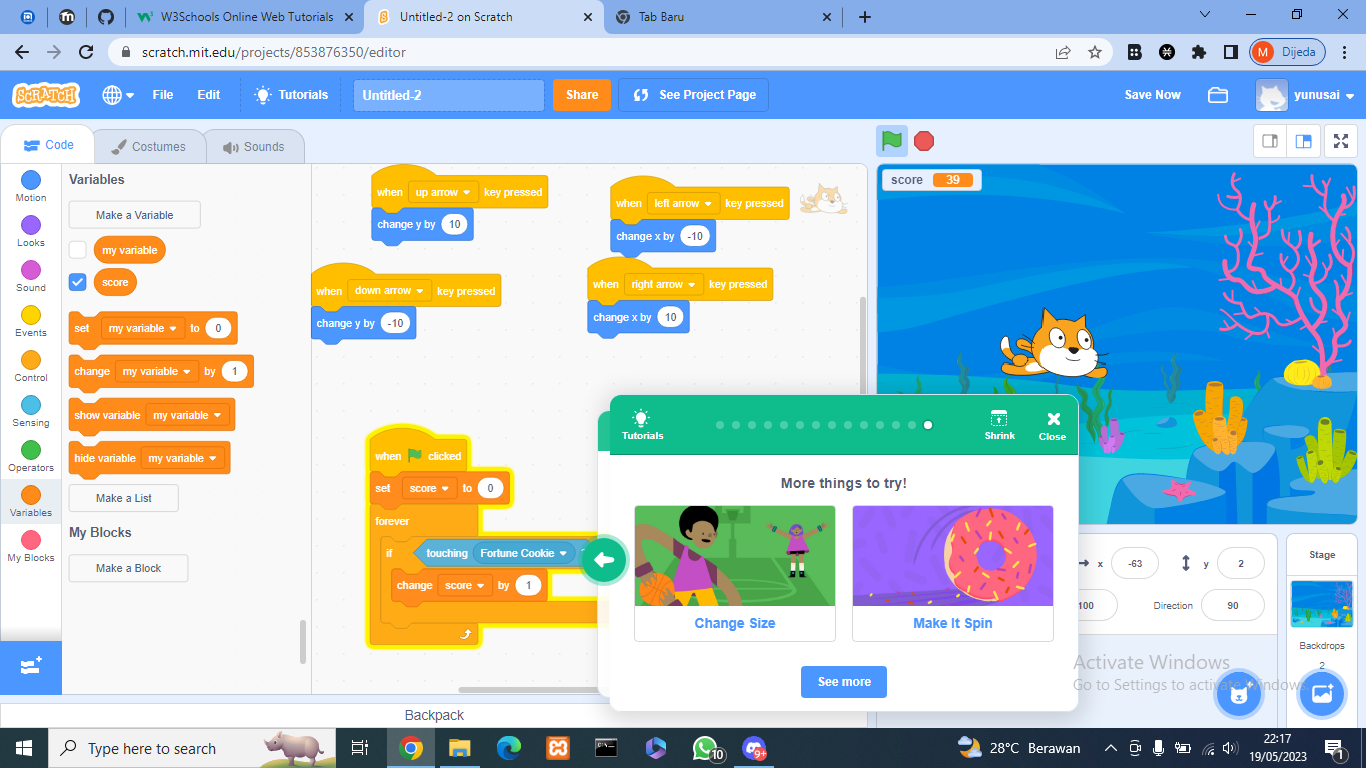 W3Schools Online Web Tutorials
Untitled-2 on Scratch
Tab Baru
scratch.mit.edu/projects/853876350/editor
M
Dijeda
SCRATCH
File
Edit
Tutorials
Untitled-2
Share
See Project Page
Save Now
yunusai
Code
Costumes
Sounds
Motion
Looks
Sound
Events
Control
Sensing
Operators
Variables
My Blocks
Variables
Make a Variable
my variable
score
set my variable to 0
change my variable by 1
show variable my variable
hide variable my variable
Make a List
My Blocks
Make a Block
when up arrow key pressed
change y by 10
when left arrow key pressed
change x by -10
when down arrow key pressed
change y by -10
when right arrow key pressed
change x by 10
when clicked
set score to 0
forever
if touching Fortune Cookie
change score by 1
score 39
Tutorials
Shrink
Close
More things to try!
Change Size
Make It Spin
See more
x -63 y 2
100 Direction 90
Stage
Backdrops
2
Activate Windows
Go to Settings to activate Windows.
Backpack
Type here to search
10
9+
28°C Berawan
22:17
19/05/2023
1